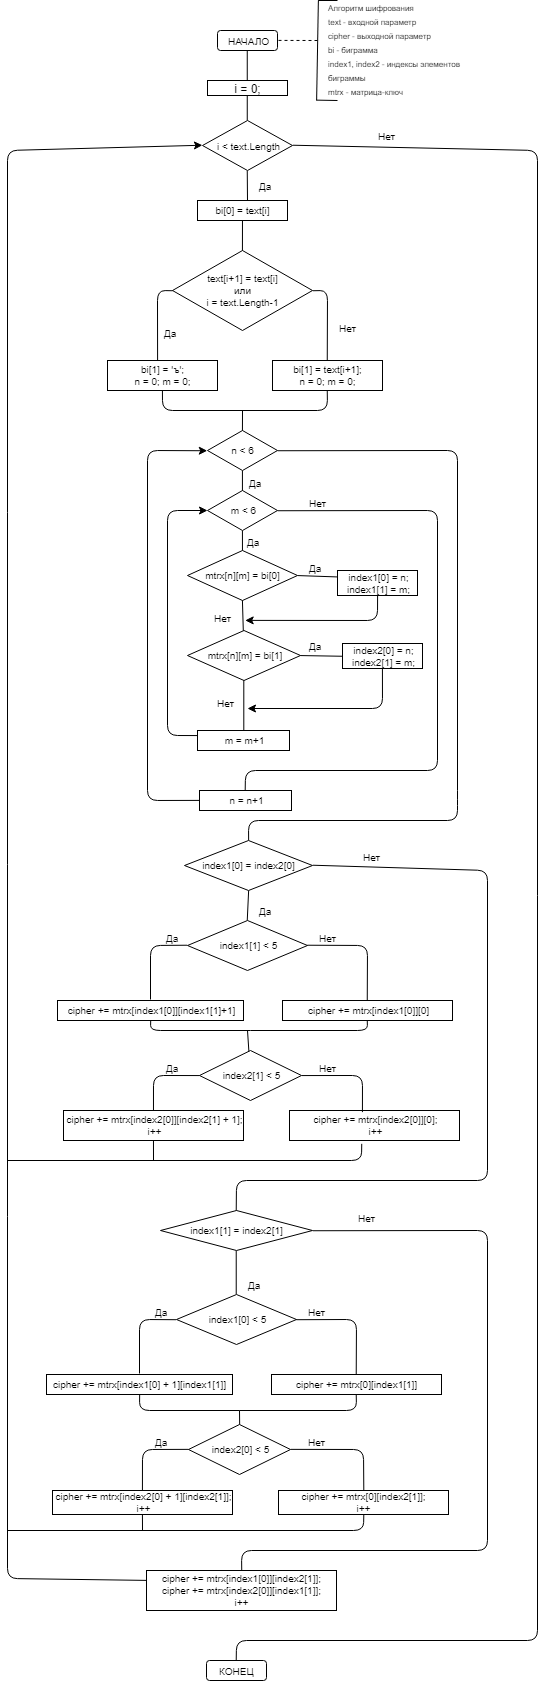 Алгоритм шифрования
text - входной параметр
cipher - выходной параметр
bi - биграмма
index1, index2 - индексы элементов
биграммы
mtrx - матрица-ключ
НАЧАЛО
i = 0;
i < text.Length
Нет
Да
bi[0] = text[i]
text[i+1] = text[i]
или
i = text.Length-1
Да
Нет
bi[1] = 'ъ';
n = 0; m = 0;
bi[1] = text[i+1];
n = 0; m = 0;
n < 6
Да
m < 6
Нет
Да
mtrx[n][m] = bi[0]
Да
index1[0] = n;
index1[1] = m;
Нет
mtrx[n][m] = bi[1]
Да
index2[0] = n;
index2[1] = m;
Нет
m = m+1
n = n+1
index1[0] = index2[0]
Нет
Да
index1[1] < 5
Да
Нет
cipher += mtrx[index1[0]][index1[1]+1]
cipher += mtrx[index1[0]][0]
index2[1] < 5
Да
Нет
cipher += mtrx[index2[0]][index2[1] + 1];
i++
cipher += mtrx[index2[0]][0];
i++
index1[1] = index2[1]
Нет
Да
index1[0] < 5
Да
Нет
cipher += mtrx[index1[0] + 1][index1[1]]
cipher += mtrx[0][index1[1]]
index2[0] < 5
Да
Нет
cipher += mtrx[index2[0] + 1][index2[1]];
i++
cipher += mtrx[0][index2[1]];
i++
cipher += mtrx[index1[0]][index2[1]];
cipher += mtrx[index2[0]][index1[1]];
i++
КОНЕЦ